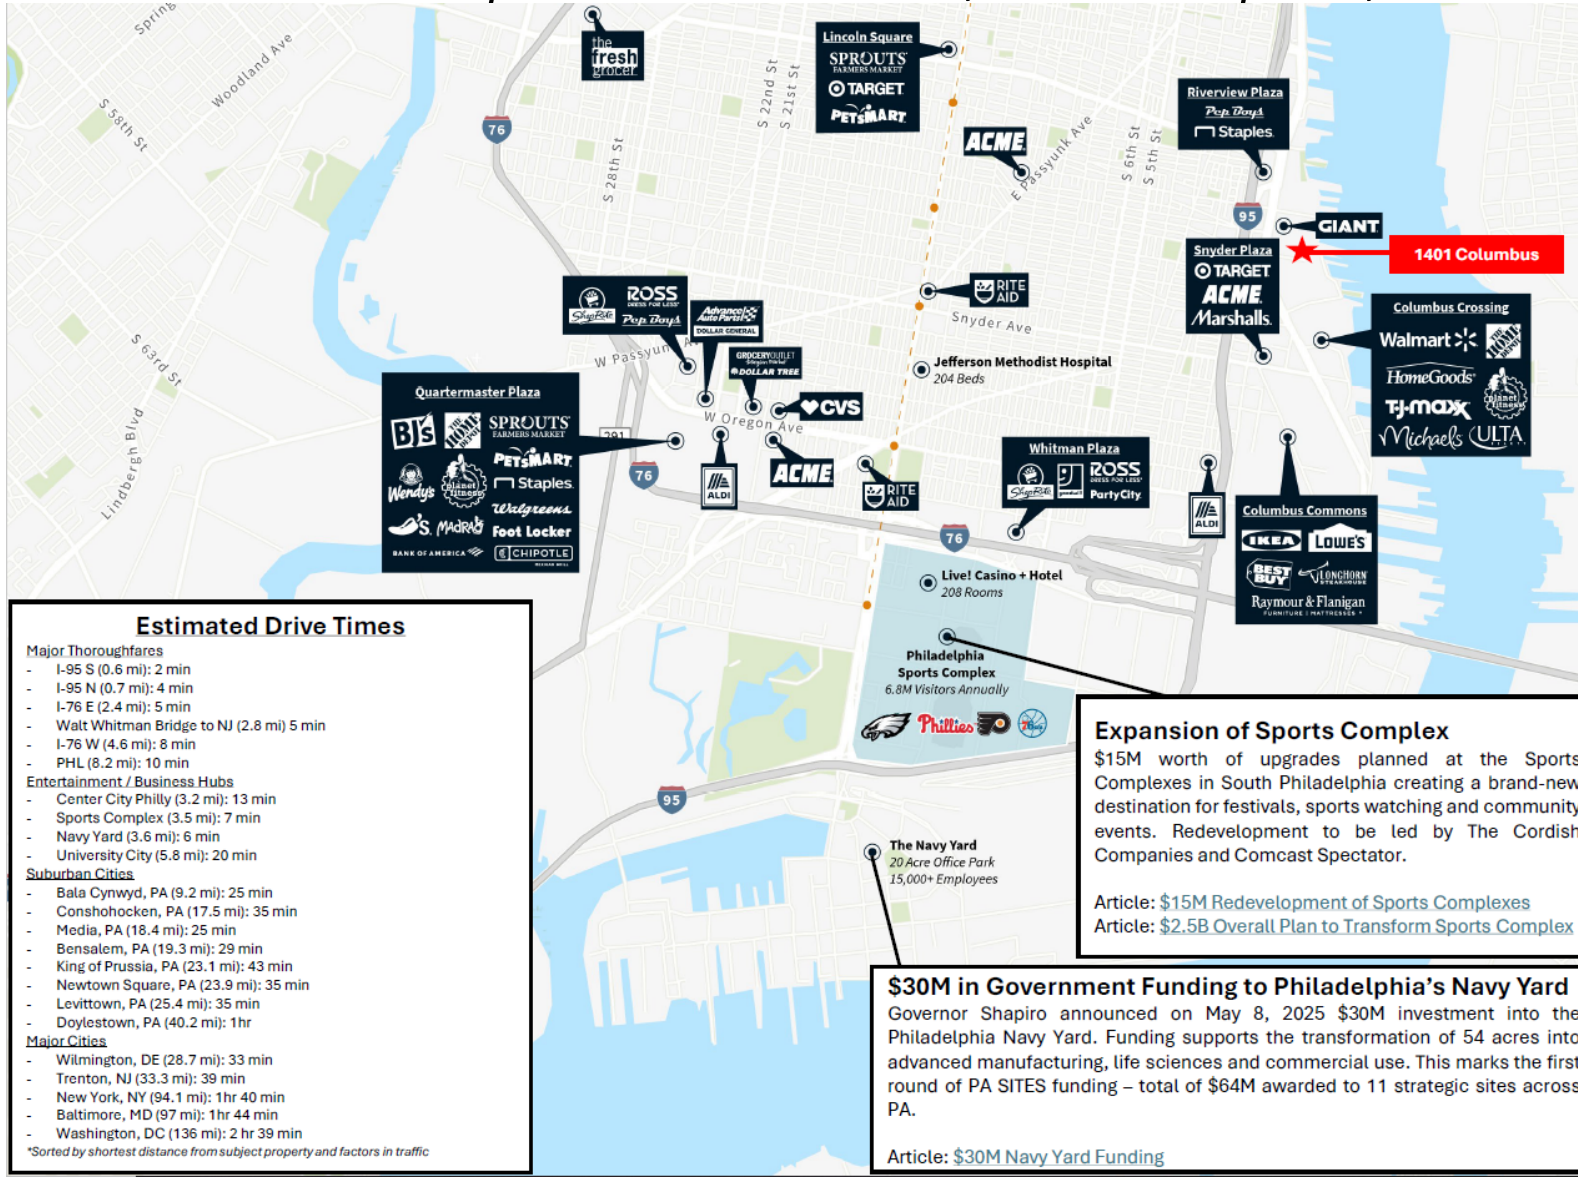 Spring
Woodland Ave
S 58th St
S 63rd St
Lindbergh Blvd
76
S 28th St
S 22nd St
S 21st St
the
fresh
grocer
Lincoln Square
SPROUTS
FARMERS MARKET
TARGET
PETSMART
ACME
E Passyunk Ave
S 6th St
S 5th St
Riverview Plaza
Pep Boys
Staples
95
GIANT
1401 Columbus
Snyder Plaza
TARGET
ACME
Marshalls
Columbus Crossing
Walmart
THE HOME DEPOT
HomeGoods
planet fitness
T.J.maxx
Michaels
ULTA
RITE AID
Snyder Ave
ShopRite
ROSS
DRESS FOR LESS
Pep Boys
Advance Auto Parts
DOLLAR GENERAL
W Passyunk Av
GROCERY OUTLET
Bargain Market
DOLLAR TREE
CVS
W Oregon Ave
Jefferson Methodist Hospital
204 Beds
Quartermaster Plaza
BJ's
THE HOME DEPOT
SPROUTS
FARMERS MARKET
PETSMART
Wendy's
planet fitness
Staples
Walgreens
'S
MADRAG
Foot Locker
BANK OF AMERICA
CHIPOTLE
MEXICAN GRILL
291
76
ALDI
ACME
RITE AID
Whitman Plaza
ShopRite
goodwill
ROSS
DRESS FOR LESS
PartyCity
ALDI
Columbus Commons
IKEA
LOWE'S
BEST BUY
LONGHORN
STEAKHOUSE
Raymour & Flanigan
FURNITURE | MATTRESSES
76
Live! Casino + Hotel
208 Rooms
Philadelphia
Sports Complex
6.8M Visitors Annually
Phillies
76ers
95
The Navy Yard
20 Acre Office Park
15,000+ Employees
Estimated Drive Times
Major Thoroughfares
- I-95 S (0.6 mi): 2 min
- I-95 N (0.7 mi): 4 min
- I-76 E (2.4 mi): 5 min
- Walt Whitman Bridge to NJ (2.8 mi) 5 min
- I-76 W (4.6 mi): 8 min
- PHL (8.2 mi): 10 min
Entertainment / Business Hubs
- Center City Philly (3.2 mi): 13 min
- Sports Complex (3.5 mi): 7 min
- Navy Yard (3.6 mi): 6 min
- University City (5.8 mi): 20 min
Suburban Cities
- Bala Cynwyd, PA (9.2 mi): 25 min
- Conshohocken, PA (17.5 mi): 35 min
- Media, PA (18.4 mi): 25 min
- Bensalem, PA (19.3 mi): 29 min
- King of Prussia, PA (23.1 mi): 43 min
- Newtown Square, PA (23.9 mi): 35 min
- Levittown, PA (25.4 mi): 35 min
- Doylestown, PA (40.2 mi): 1hr
Major Cities
- Wilmington, DE (28.7 mi): 33 min
- Trenton, NJ (33.3 mi): 39 min
- New York, NY (94.1 mi): 1hr 40 min
- Baltimore, MD (97 mi): 1hr 44 min
- Washington, DC (136 mi): 2 hr 39 min
*Sorted by shortest distance from subject property and factors in traffic
Expansion of Sports Complex
$15M worth of upgrades planned at the Sports
Complexes in South Philadelphia creating a brand-new
destination for festivals, sports watching and community
events. Redevelopment to be led by The Cordish
Companies and Comcast Spectator.
Article: $15M Redevelopment of Sports Complexes
Article: $2.5B Overall Plan to Transform Sports Complex
$30M in Government Funding to Philadelphia's Navy Yard
Governor Shapiro announced on May 8, 2025 $30M investment into the
Philadelphia Navy Yard. Funding supports the transformation of 54 acres into
advanced manufacturing, life sciences and commercial use. This marks the first
round of PA SITES funding – total of $64M awarded to 11 strategic sites across
PA.
Article: $30M Navy Yard Funding